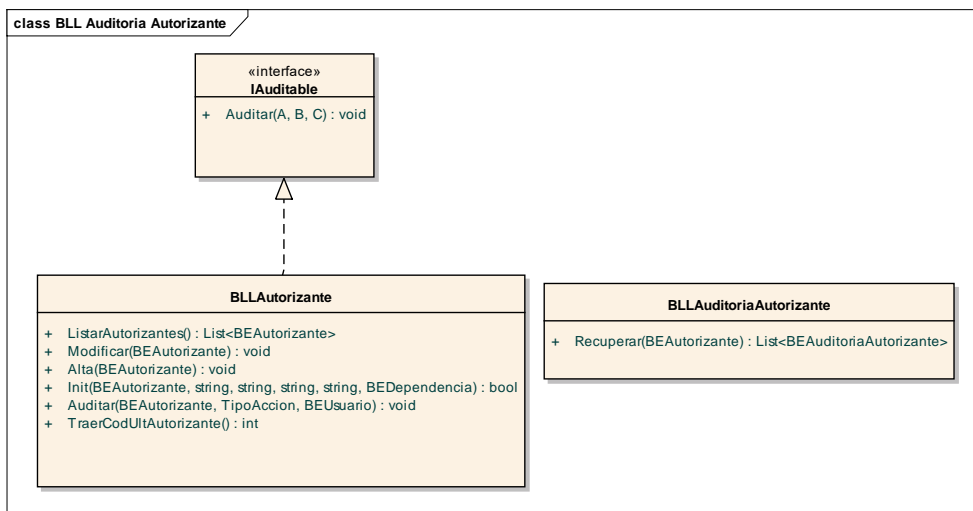 class BLL Auditoria Autorizante
«interface»
IAuditable
+ Auditar(A, B, C) : void
BLLAutorizante
+ ListarAutorizantes() : List<BEAutorizante>
+ Modificar(BEAutorizante) : void
+ Alta(BEAutorizante) : void
+ Init(BEAutorizante, string, string, string, string, BEDependencia) : bool
+ Auditar(BEAutorizante, TipoAccion, BEUsuario) : void
+ TraerCodUltAutorizante() : int
BLLAuditoriaAutorizante
+ Recuperar(BEAutorizante) : List<BEAuditoriaAutorizante>